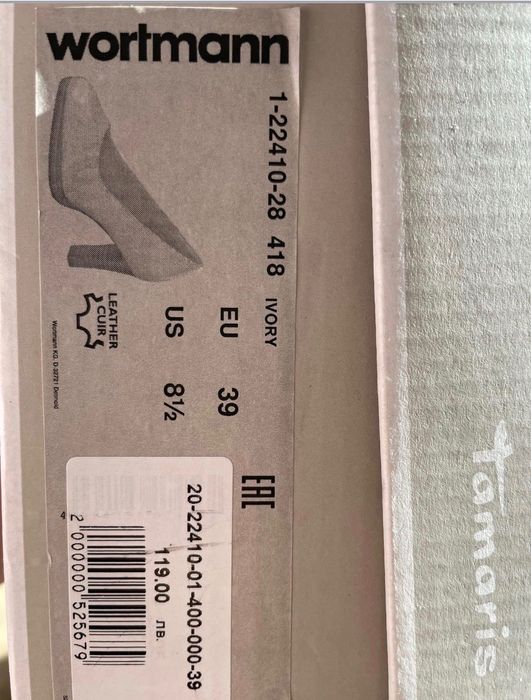 wortmann
1-22410-28 418 IVORY
EU 39
US 8½
LEATHER
CUIR
Wortmann KG. D-32721 Detmold
EAC
20-22410-01-400-000-39
119.00 лв.
2 000000 525679
tamaris